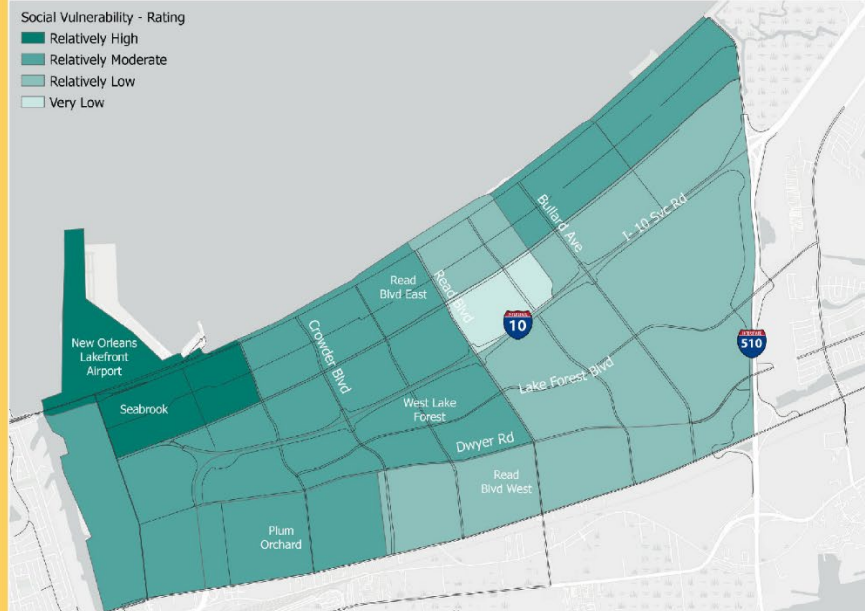 Social Vulnerability - Rating
Relatively High
Relatively Moderate
Relatively Low
Very Low
Bullard Ave
I- 10 Svc Rd
Read
Blvd East
Read Blvd
10
New Orleans
Lakefront
Airport
Crowder Blvd
510
Seabrook
Lake Forest Blvd
West Lake
Forest
Dwyer Rd
Read
Blvd West
Plum
Orchard